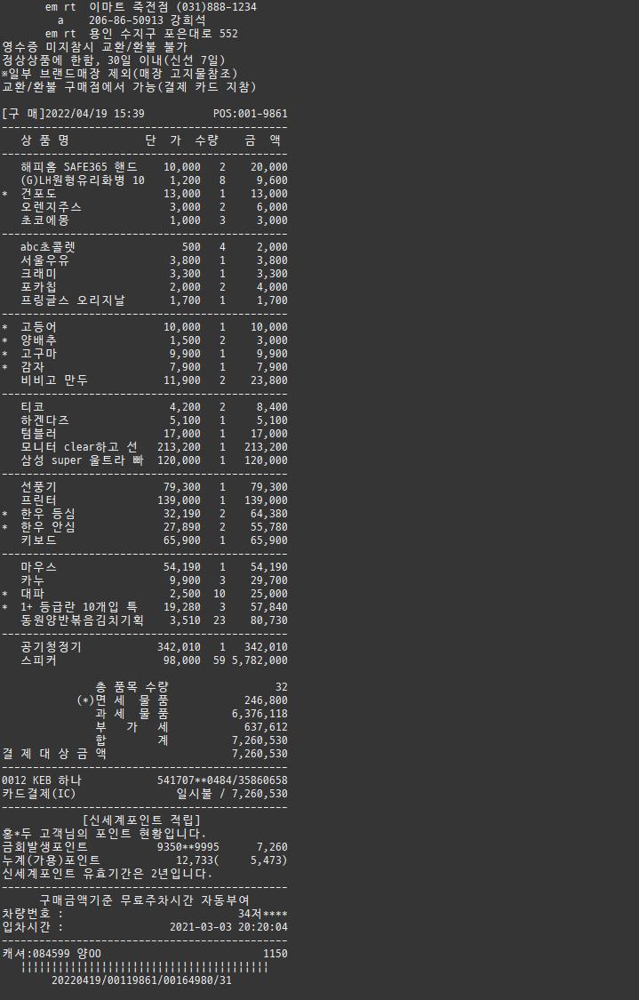 em rt 이마트 죽전점 (031)888-1234
a 206-86-50913 강희석
em rt 용인 수지구 포은대로 552
영수증 미지참시 교환/환불 불가
정상상품에 한함, 30일 이내(신선 7일)
※일부 브랜드매장 제외(매장 고지물참조)
교환/환불 구매점에서 가능(결제 카드 지참)
[구 매]2022/04/19 15:39 POS:001-9861
-----------------------------------------------
상 품 명 단 가 수량 금 액
-----------------------------------------------
해피홈 SAFE365 핸드 10,000 2 20,000
(G)LH원형유리화병 10 1,200 8 9,600
* 건포도 13,000 1 13,000
오렌지주스 3,000 2 6,000
초코에몽 1,000 3 3,000
-----------------------------------------------
abc초콜렛 500 4 2,000
서울우유 3,800 1 3,800
크래미 3,300 1 3,300
포카칩 2,000 2 4,000
프링글스 오리지날 1,700 1 1,700
-----------------------------------------------
* 고등어 10,000 1 10,000
* 양배추 1,500 2 3,000
* 고구마 9,900 1 9,900
* 감자 7,900 1 7,900
비비고 만두 11,900 2 23,800
-----------------------------------------------
티코 4,200 2 8,400
하겐다즈 5,100 1 5,100
텀블러 17,000 1 17,000
모니터 clear하고 선 213,200 1 213,200
삼성 super 울트라 빠 120,000 1 120,000
-----------------------------------------------
선풍기 79,300 1 79,300
프린터 139,000 1 139,000
* 한우 등심 32,190 2 64,380
* 한우 안심 27,890 2 55,780
키보드 65,900 1 65,900
-----------------------------------------------
마우스 54,190 1 54,190
카누 9,900 3 29,700
* 대파 2,500 10 25,000
* 1+ 등급란 10개입 특 19,280 3 57,840
동원양반볶음김치기획 3,510 23 80,730
-----------------------------------------------
공기청정기 342,010 1 342,010
스피커 98,000 59 5,782,000
총 품목 수량 32
(*)면 세 물 품 246,800
과 세 물 품 6,376,118
부 가 세 637,612
합 계 7,260,530
결 제 대 상 금 액 7,260,530
-----------------------------------------------
0012 KEB 하나 541707**0484/35860658
카드결제(IC) 일시불 / 7,260,530
-----------------------------------------------
[신세계포인트 적립]
홍*두 고객님의 포인트 현황입니다.
금회발생포인트 9350**9995 7,260
누계(가용)포인트 12,733( 5,473)
신세계포인트 유효기간은 2년입니다.
-----------------------------------------------
구매금액기준 무료주차시간 자동부여
차량번호 : 34저****
입차시간 : 2021-03-03 20:20:04
-----------------------------------------------
캐셔:084599 양OO 1150
20220419/00119861/00164980/31